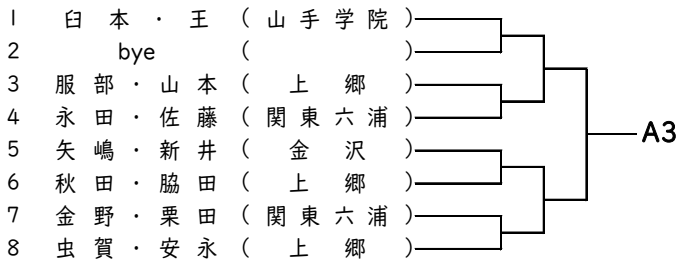 1 臼本・王(山手学院)
2 bye ( )
3 服部・山本(上郷)
4 永田・佐藤(関東六浦)
A3
5 矢嶋・新井(金沢)
6 秋田・脇田(上郷)
7 金野・栗田(関東六浦)
8 虫賀・安永(上郷)